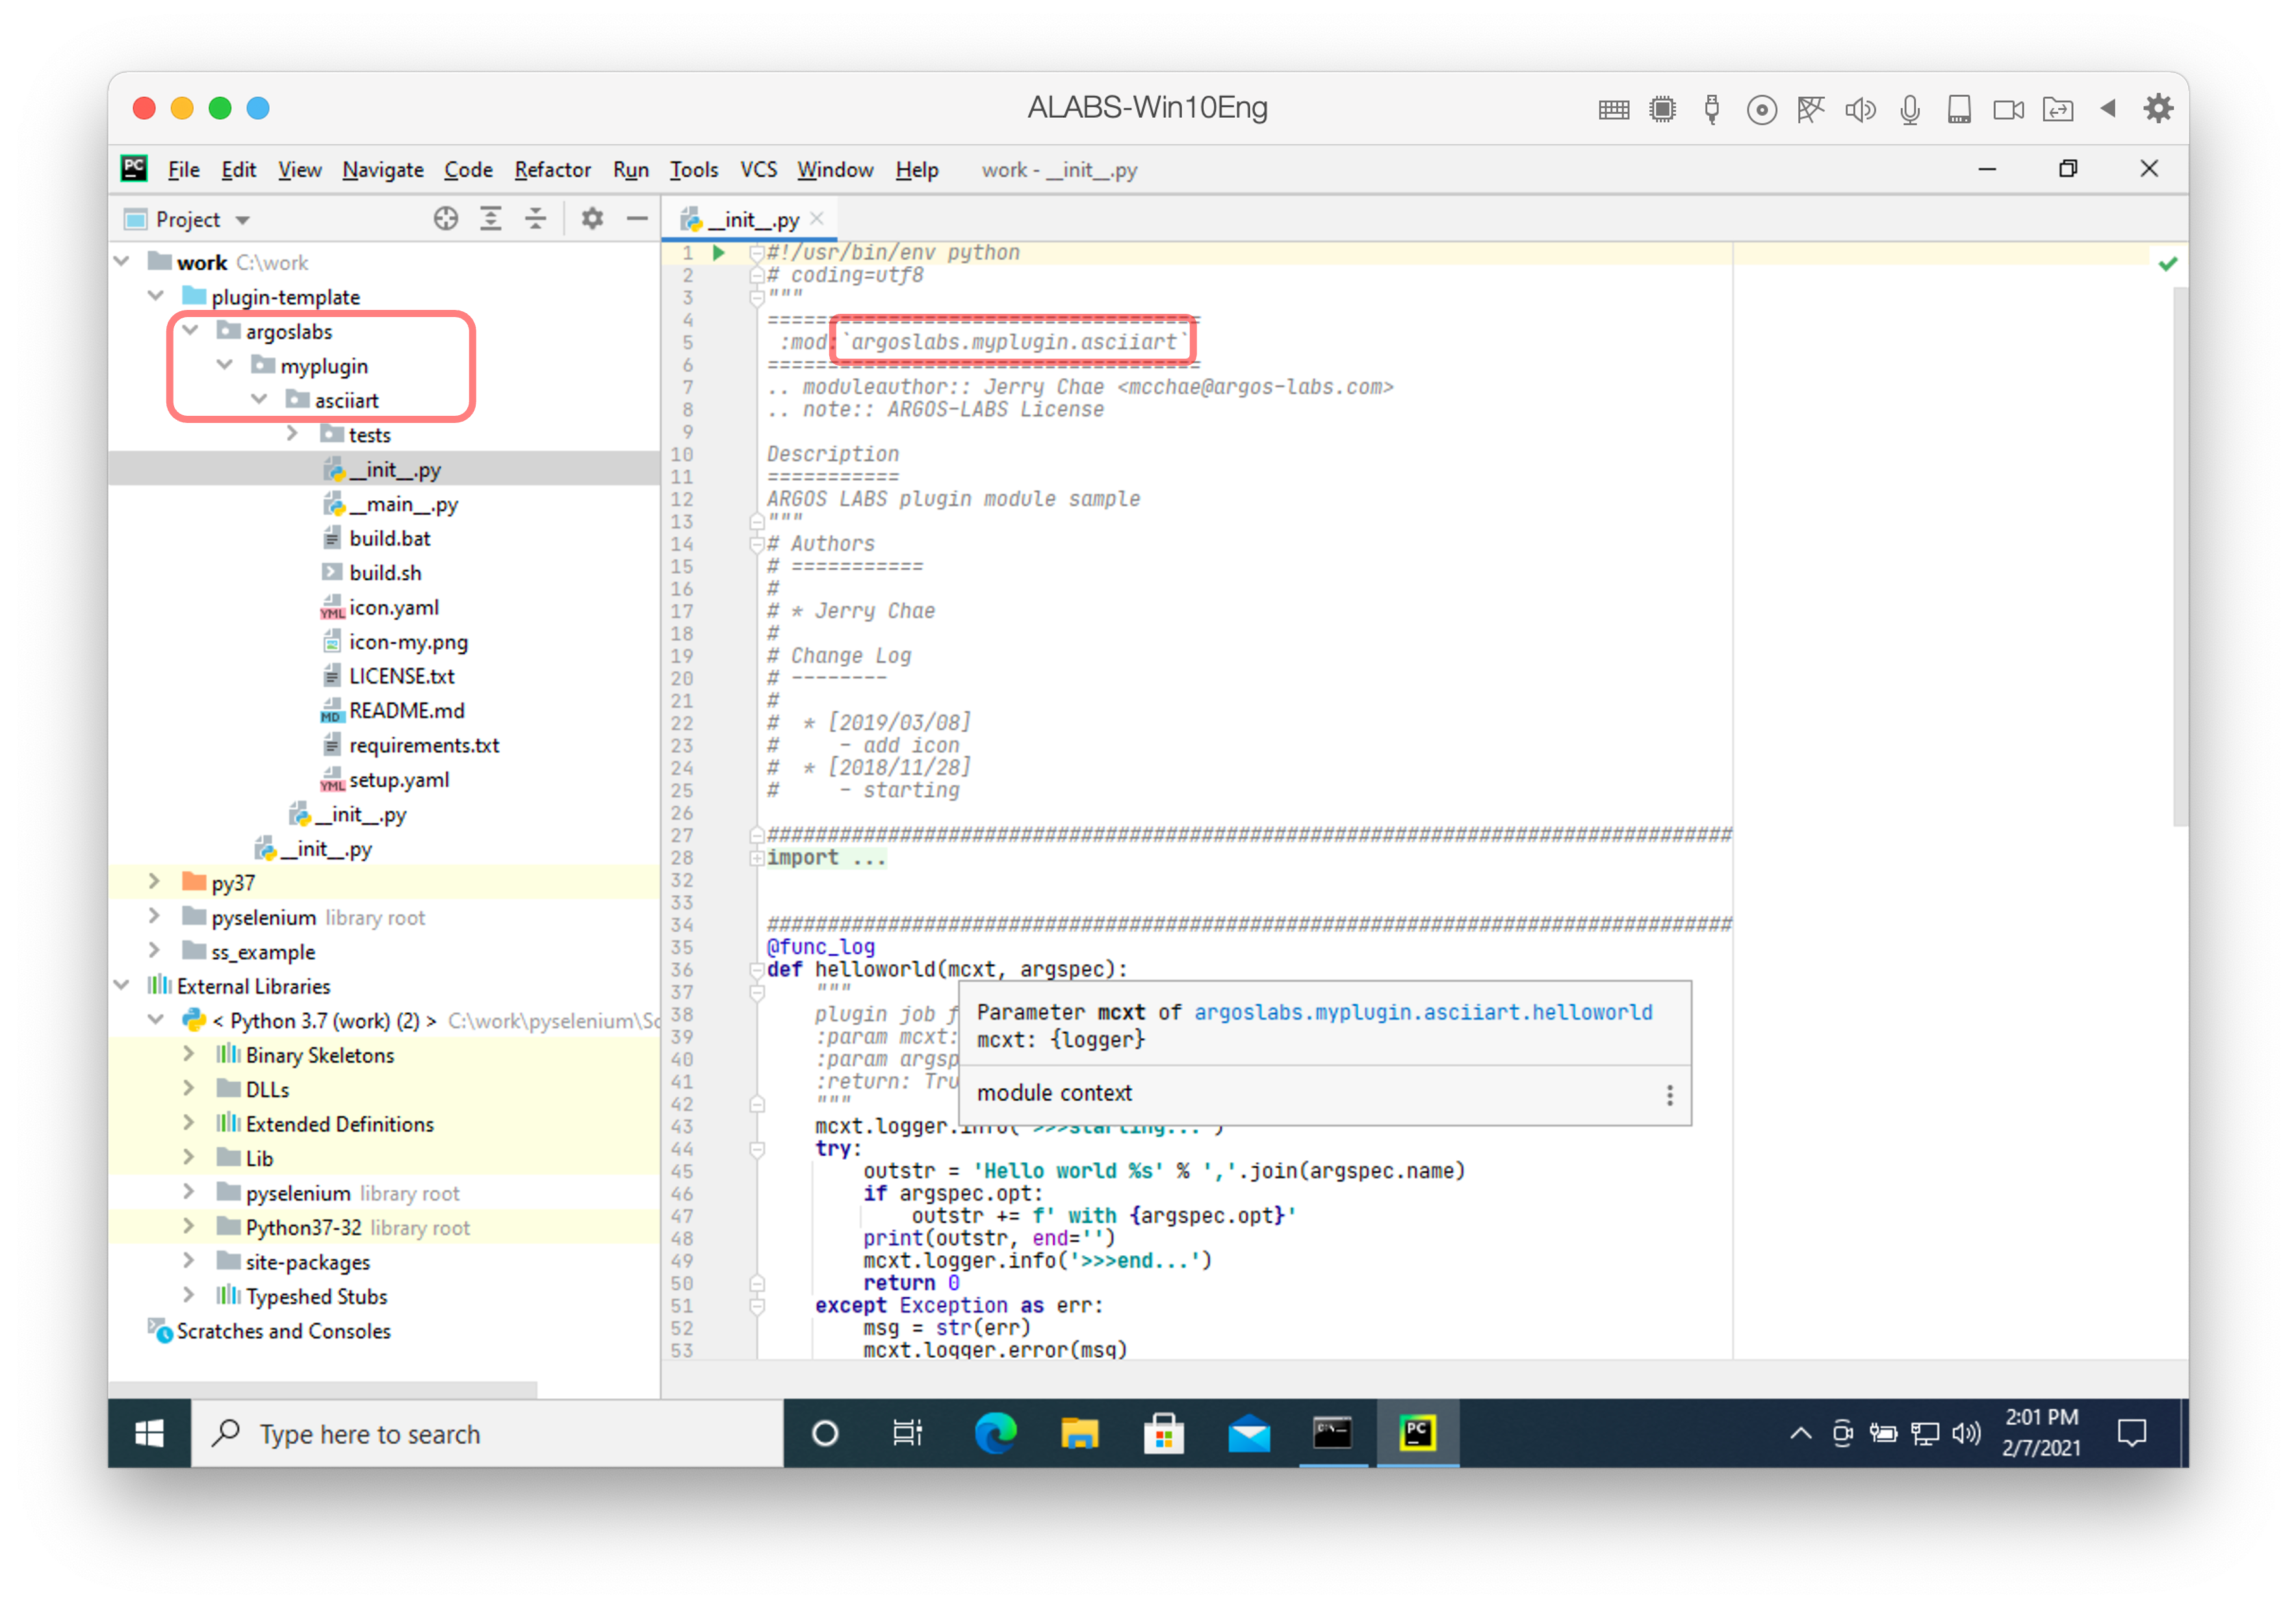 ALABS-Win10Eng
PC File Edit View Navigate Code Refactor Run Tools VCS Window Help work - __init__.py
Project
work C:\work
plugin-template
argoslabs
myplugin
asciiart
tests
__init__.py
__main__.py
build.bat
build.sh
YML icon.yaml
icon-my.png
LICENSE.txt
MD README.md
requirements.txt
YML setup.yaml
__init__.py
__init__.py
py37
pyselenium library root
ss_example
External Libraries
< Python 3.7 (work) (2) > C:\work\pyselenium\Sc
Binary Skeletons
DLLs
Extended Definitions
Lib
pyselenium library root
Python37-32 library root
site-packages
Typeshed Stubs
Scratches and Consoles
__init__.py
1 #!/usr/bin/env python
2 # coding=utf8
3 """
4 ====================================
5 :mod:`argoslabs.myplugin.asciiart`
6 ====================================
7 .. moduleauthor:: Jerry Chae <mcchae@argos-labs.com>
8 .. note:: ARGOS-LABS License
9
10 Description
11 ===========
12 ARGOS LABS plugin module sample
13 """
14 # Authors
15 # ===========
16 #
17 # * Jerry Chae
18 #
19 # Change Log
20 # --------
21 #
22 #  * [2019/03/08]
23 #     - add icon
24 #  * [2018/11/28]
25 #     - starting
26
27 ################################################################################
28 import ...
32
33
34 ################################################################################
35 @func_log
36 def helloworld(mcxt, argspec):
37 """
38 plugin job f
39 :param mcxt:
40 :param argsp
41 :return: Tru
42 """
43 mcxt.logger.info('>>>starting...')
44 try:
45 outstr = 'Hello world %s' % ','.join(argspec.name)
46 if argspec.opt:
47 outstr += f' with {argspec.opt}'
48 print(outstr, end='')
49 mcxt.logger.info('>>>end...')
50 return 0
51 except Exception as err:
52 msg = str(err)
53 mcxt.logger.error(msg)
Parameter mcxt of argoslabs.myplugin.asciiart.helloworld
mcxt: {logger}
module context
Type here to search
PC
2:01 PM
2/7/2021